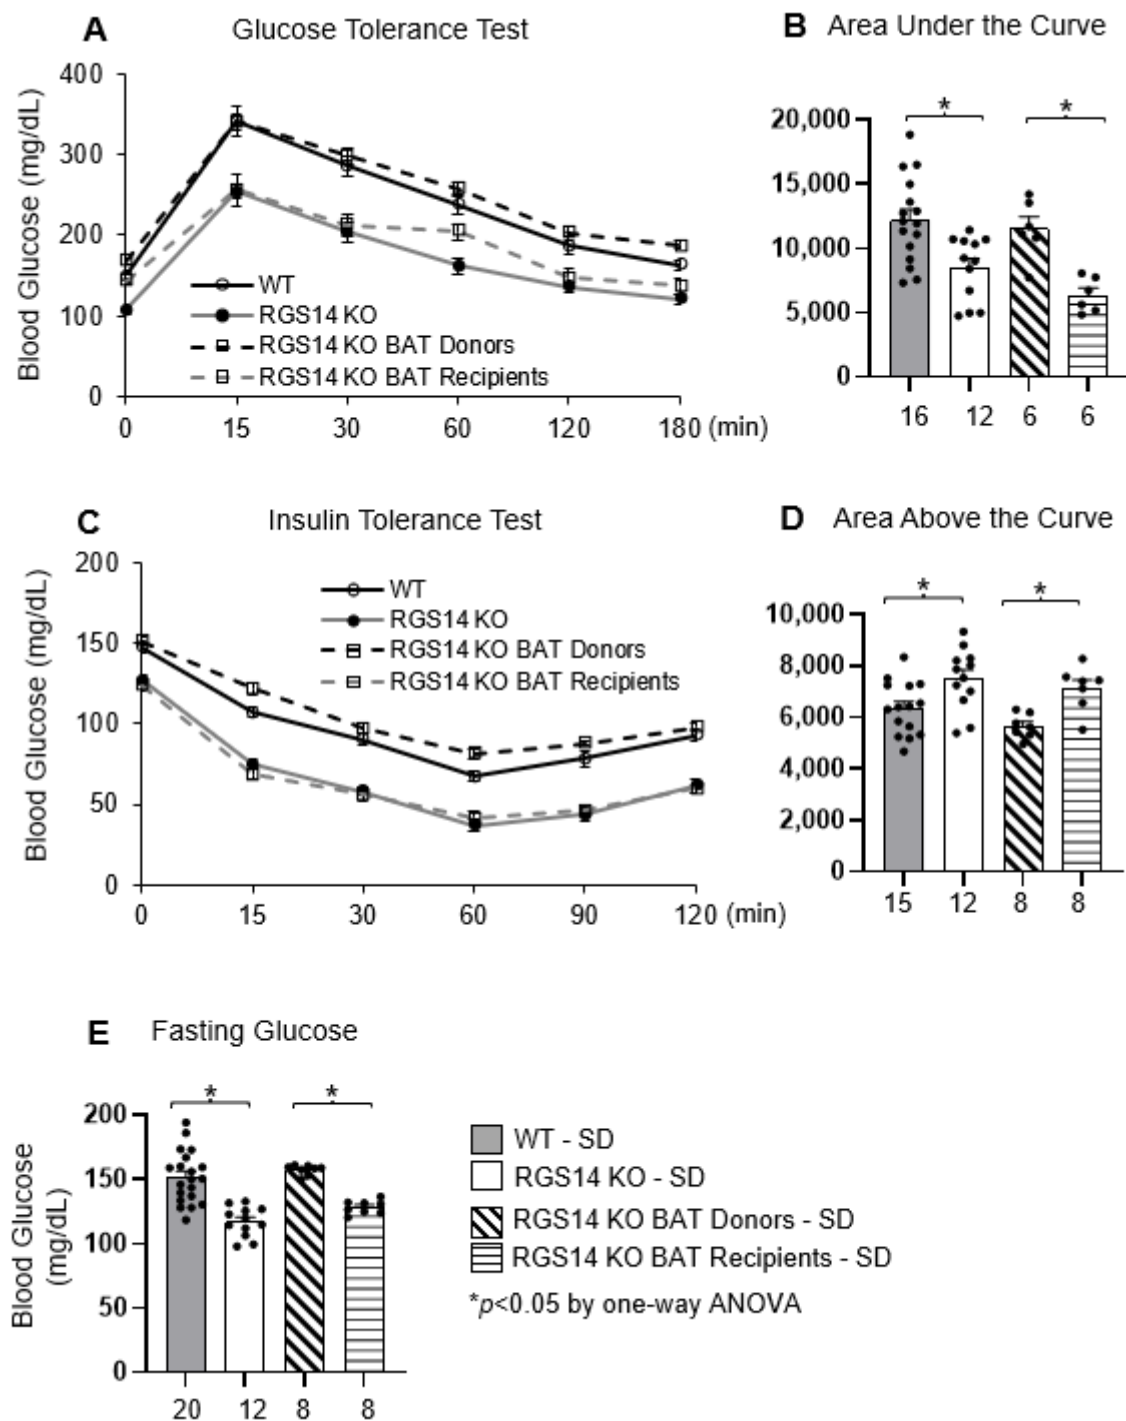 A Glucose Tolerance Test
Blood Glucose (mg/dL)
400
300
200
100
0
WT
RGS14 KO
RGS14 KO BAT Donors
RGS14 KO BAT Recipients
0 15 30 60 120 180 (min)
B Area Under the Curve
20,000
15,000
10,000
5,000
0
* *
16 12 6 6
C Insulin Tolerance Test
Blood Glucose (mg/dL)
200
150
100
50
0
WT
RGS14 KO
RGS14 KO BAT Donors
RGS14 KO BAT Recipients
0 15 30 60 90 120 (min)
D Area Above the Curve
10,000
8,000
6,000
4,000
2,000
0
* *
15 12 8 8
E Fasting Glucose
Blood Glucose
(mg/dL)
200
150
100
50
0
* *
20 12 8 8
WT - SD
RGS14 KO - SD
RGS14 KO BAT Donors - SD
RGS14 KO BAT Recipients - SD
*p<0.05 by one-way ANOVA